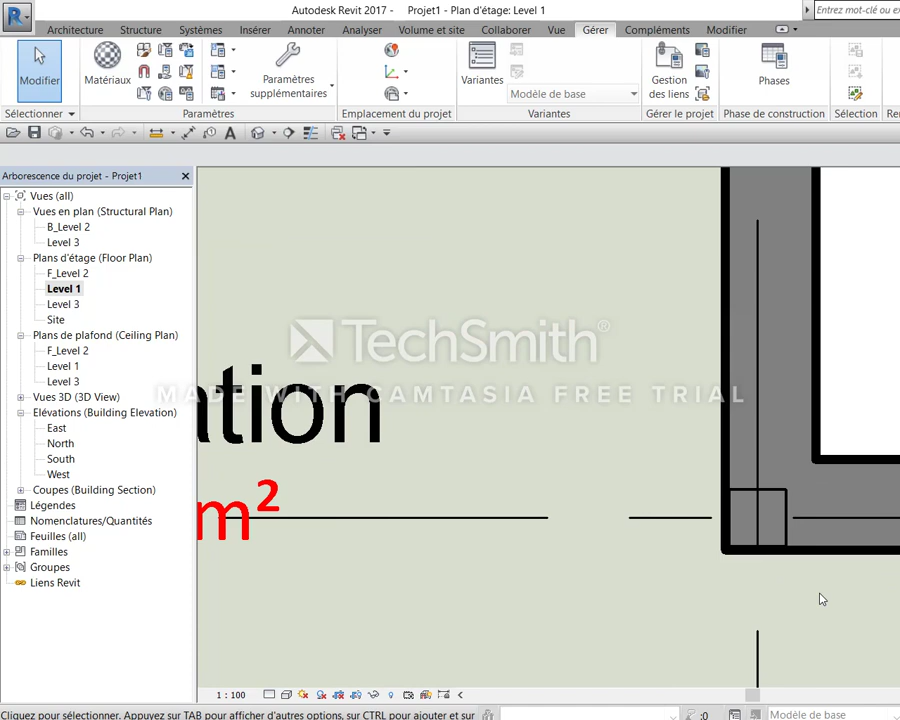 Autodesk Revit 2017 -    Projet1 - Plan d'étage: Level 1
Entrez mot-clé ou
Architecture Structure Systèmes Insérer Annoter Analyser Volume et site Collaborer Vue Gérer Compléments Modifier
Modifier
Matériaux
Paramètres
supplémentaires
Variantes
Modèle de base
Gestion
des liens
Phases
Sélectionner
Paramètres
Emplacement du projet
Variantes
Gérer le projet
Phase de construction
Sélection
Arborescence du projet - Projet1
Vues (all)
Vues en plan (Structural Plan)
B_Level 2
Level 3
Plans d'étage (Floor Plan)
F_Level 2
Level 1
Level 3
Site
Plans de plafond (Ceiling Plan)
F_Level 2
Level 1
Level 3
Vues 3D (3D View)
Elévations (Building Elevation)
East
North
South
West
Coupes (Building Section)
Légendes
Nomenclatures/Quantités
Feuilles (all)
Familles
Groupes
Liens Revit
TechSmith®
MADE WITH CAMTASIA FREE TRIAL
ation
m²
1 : 100
Cliquez pour sélectionner. Appuyez sur TAB pour afficher d'autres options, sur CTRL pour ajouter et sur
:0
Modèle de base